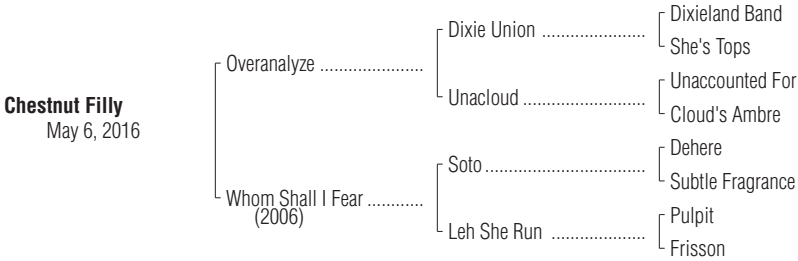 Dixieland Band
Dixie Union ......................
She's Tops
Overanalyze ......................
Unaccounted For
Unacloud ..........................
Cloud's Ambre
Chestnut Filly
May 6, 2016
Dehere
Soto ..................................
Subtle Fragrance
Whom Shall I Fear ............
(2006)
Pulpit
Leh She Run ....................
Frisson